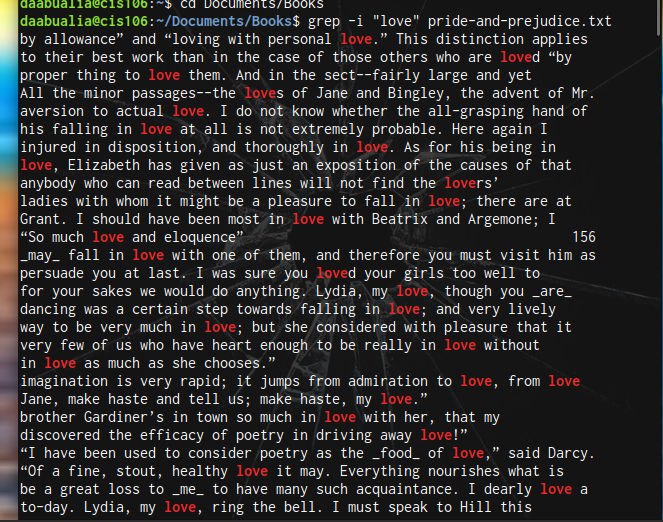 daabualia@cis106:~$ cd Documents/Books
daabualia@cis106:~/Documents/Books$ grep -i "love" pride-and-prejudice.txt
by allowance” and “loving with personal love.” This distinction applies
to their best work than in the case of those others who are loved “by
proper thing to love them. And in the sect--fairly large and yet
All the minor passages--the loves of Jane and Bingley, the advent of Mr.
aversion to actual love. I do not know whether the all-grasping hand of
his falling in love at all is not extremely probable. Here again I
injured in disposition, and thoroughly in love. As for his being in
love, Elizabeth has given as just an exposition of the causes of that
anybody who can read between lines will not find the lovers’
ladies with whom it might be a pleasure to fall in love; there are at
Grant. I should have been most in love with Beatrix and Argemone; I
“So much love and eloquence” 156
_may_ fall in love with one of them, and therefore you must visit him as
persuade you at last. I was sure you loved your girls too well to
for your sakes we would do anything. Lydia, my love, though you _are_
dancing was a certain step towards falling in love; and very lively
way to be very much in love; but she considered with pleasure that it
very few of us who have heart enough to be really in love without
in love as much as she chooses.”
imagination is very rapid; it jumps from admiration to love, from love
Jane, make haste and tell us; make haste, my love.”
brother Gardiner’s in town so much in love with her, that my
discovered the efficacy of poetry in driving away love!”
“I have been used to consider poetry as the _food_ of love,” said Darcy.
“Of a fine, stout, healthy love it may. Everything nourishes what is
be a great loss to _me_ to have many such acquaintance. I dearly love a
to-day. Lydia, my love, ring the bell. I must speak to Hill this